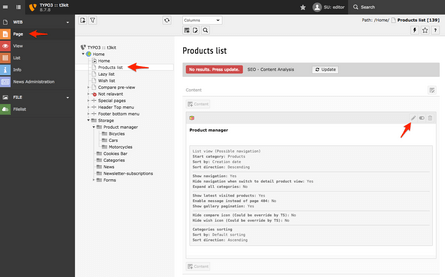 TYPO3 :: t3kit
9.7.8
SU: editor
Search
WEB
Page
View
List
Info
News Administration
FILE
Filelist
TYPO3 :: t3kit
Home
Home
Products list
Lazy list
Wish list
Compare pre-view
Not relevant
Special pages
Header Top menu
Footer bottom menu
Storage
Product manager
Bicycles
Cars
Motorcycles
Cookies Bar
Categories
News
Newsletter-subscriptions
Forms
Columns
Path: /Home/ Products list [139]
Products list
No results. Press update.
SEO - Content Analysis
Update
Content
Content
Product manager
List view (Possible navigation)
Start category: Products
Sort by: Creation date
Sort direction: Ascending
Show navigation: Yes
Hide navigation when switch to detail product view: Yes
Expand all categories: No
Show latest visited products: Yes
Enable message instead of page 404: No
Show gallery pagination: Yes
Hide compare icon (Could be override by TS): No
Hide wish icon (Could be override by TS): No
Categories sorting
Sort by: Default sorting
Sort direction: Ascending
Content